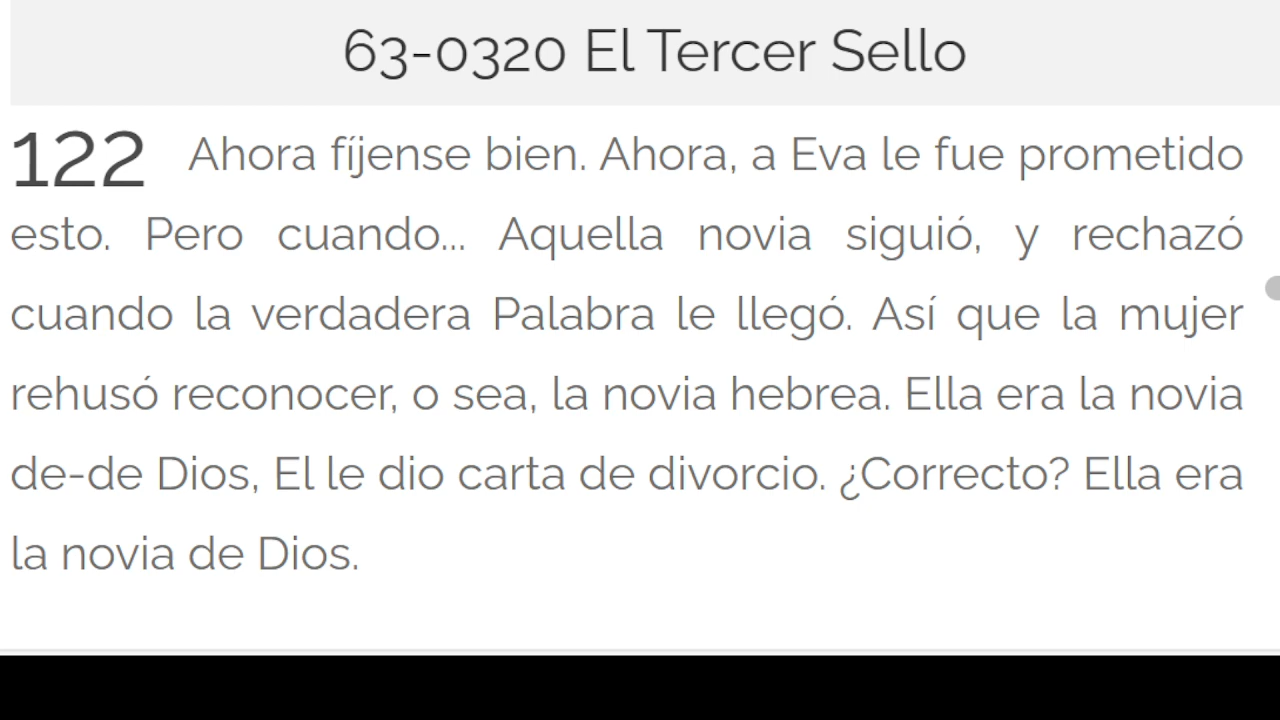 63-0320 El Tercer Sello
122 Ahora fíjense bien. Ahora, a Eva le fue prometido
esto. Pero cuando... Aquella novia siguió, y rechazó
cuando la verdadera Palabra le llegó. Así que la mujer
rehusó reconocer, o sea, la novia hebrea. Ella era la novia
de-de Dios, El le dio carta de divorcio. ¿Correcto? Ella era
la novia de Dios.